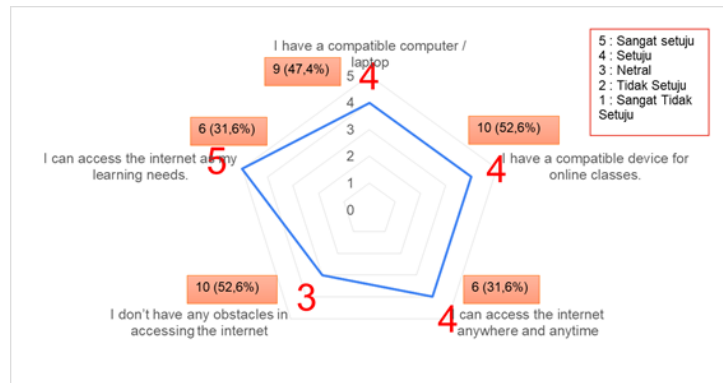 I have a compatible computer /
laptop
9 (47,4%)
5
4
4
3
2
1
0
5 : Sangat setuju
4 : Setuju
3 : Netral
2 : Tidak Setuju
1 : Sangat Tidak
Setuju
6 (31,6%)
10 (52,6%)
I can access the internet as my
learning needs.
5
I have a compatible device for
online classes.
4
10 (52,6%)
I don't have any obstacles in
accessing the internet
3
6 (31,6%)
can access the internet
anywhere and anytime
4